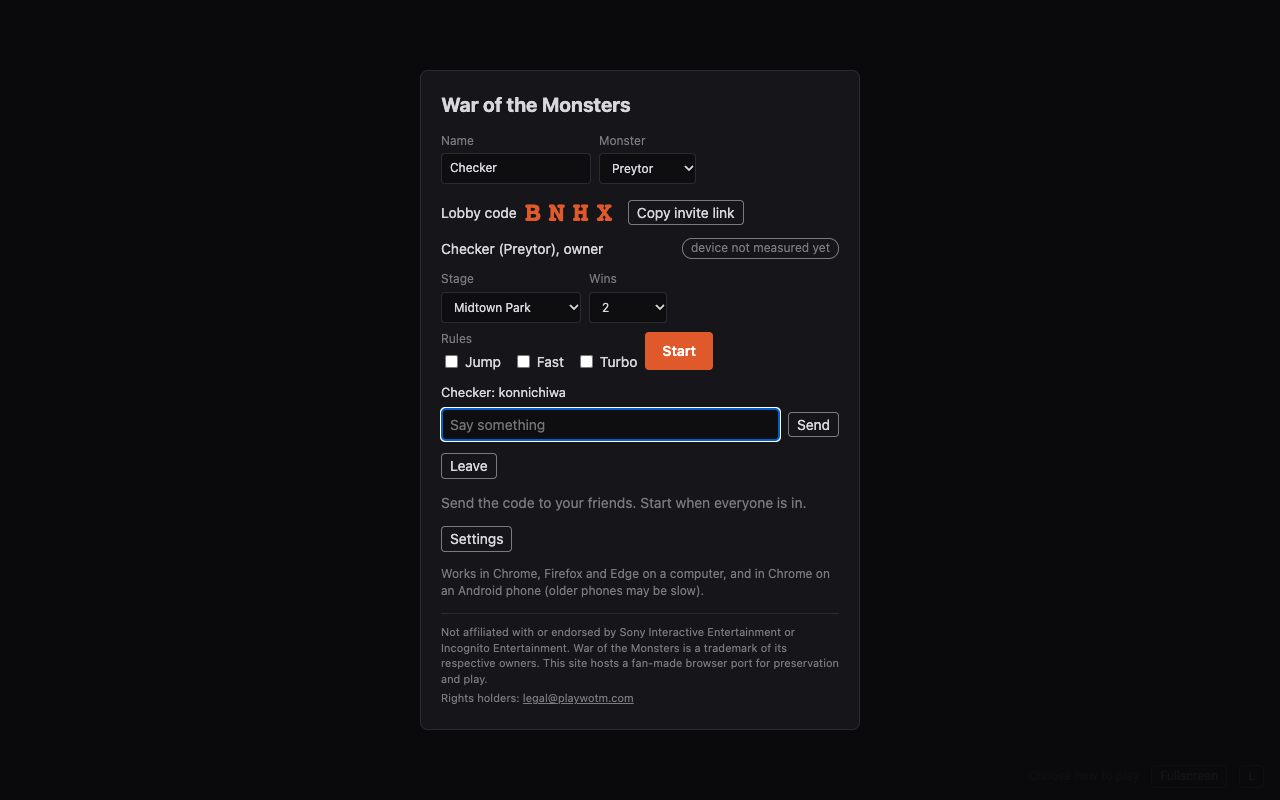 War of the Monsters
Name Monster
Checker Preytor
Lobby code BNHX Copy invite link
Checker (Preytor), owner device not measured yet
Stage Wins
Midtown Park 2
Rules
Jump Fast Turbo Start
Checker: konnichiwa
Say something Send
Leave
Send the code to your friends. Start when everyone is in.
Settings
Works in Chrome, Firefox and Edge on a computer, and in Chrome on
an Android phone (older phones may be slow).
Not affiliated with or endorsed by Sony Interactive Entertainment or
Incognito Entertainment. War of the Monsters is a trademark of its
respective owners. This site hosts a fan-made browser port for preservation
and play.
Rights holders: legal@playwotm.com
Fullscreen